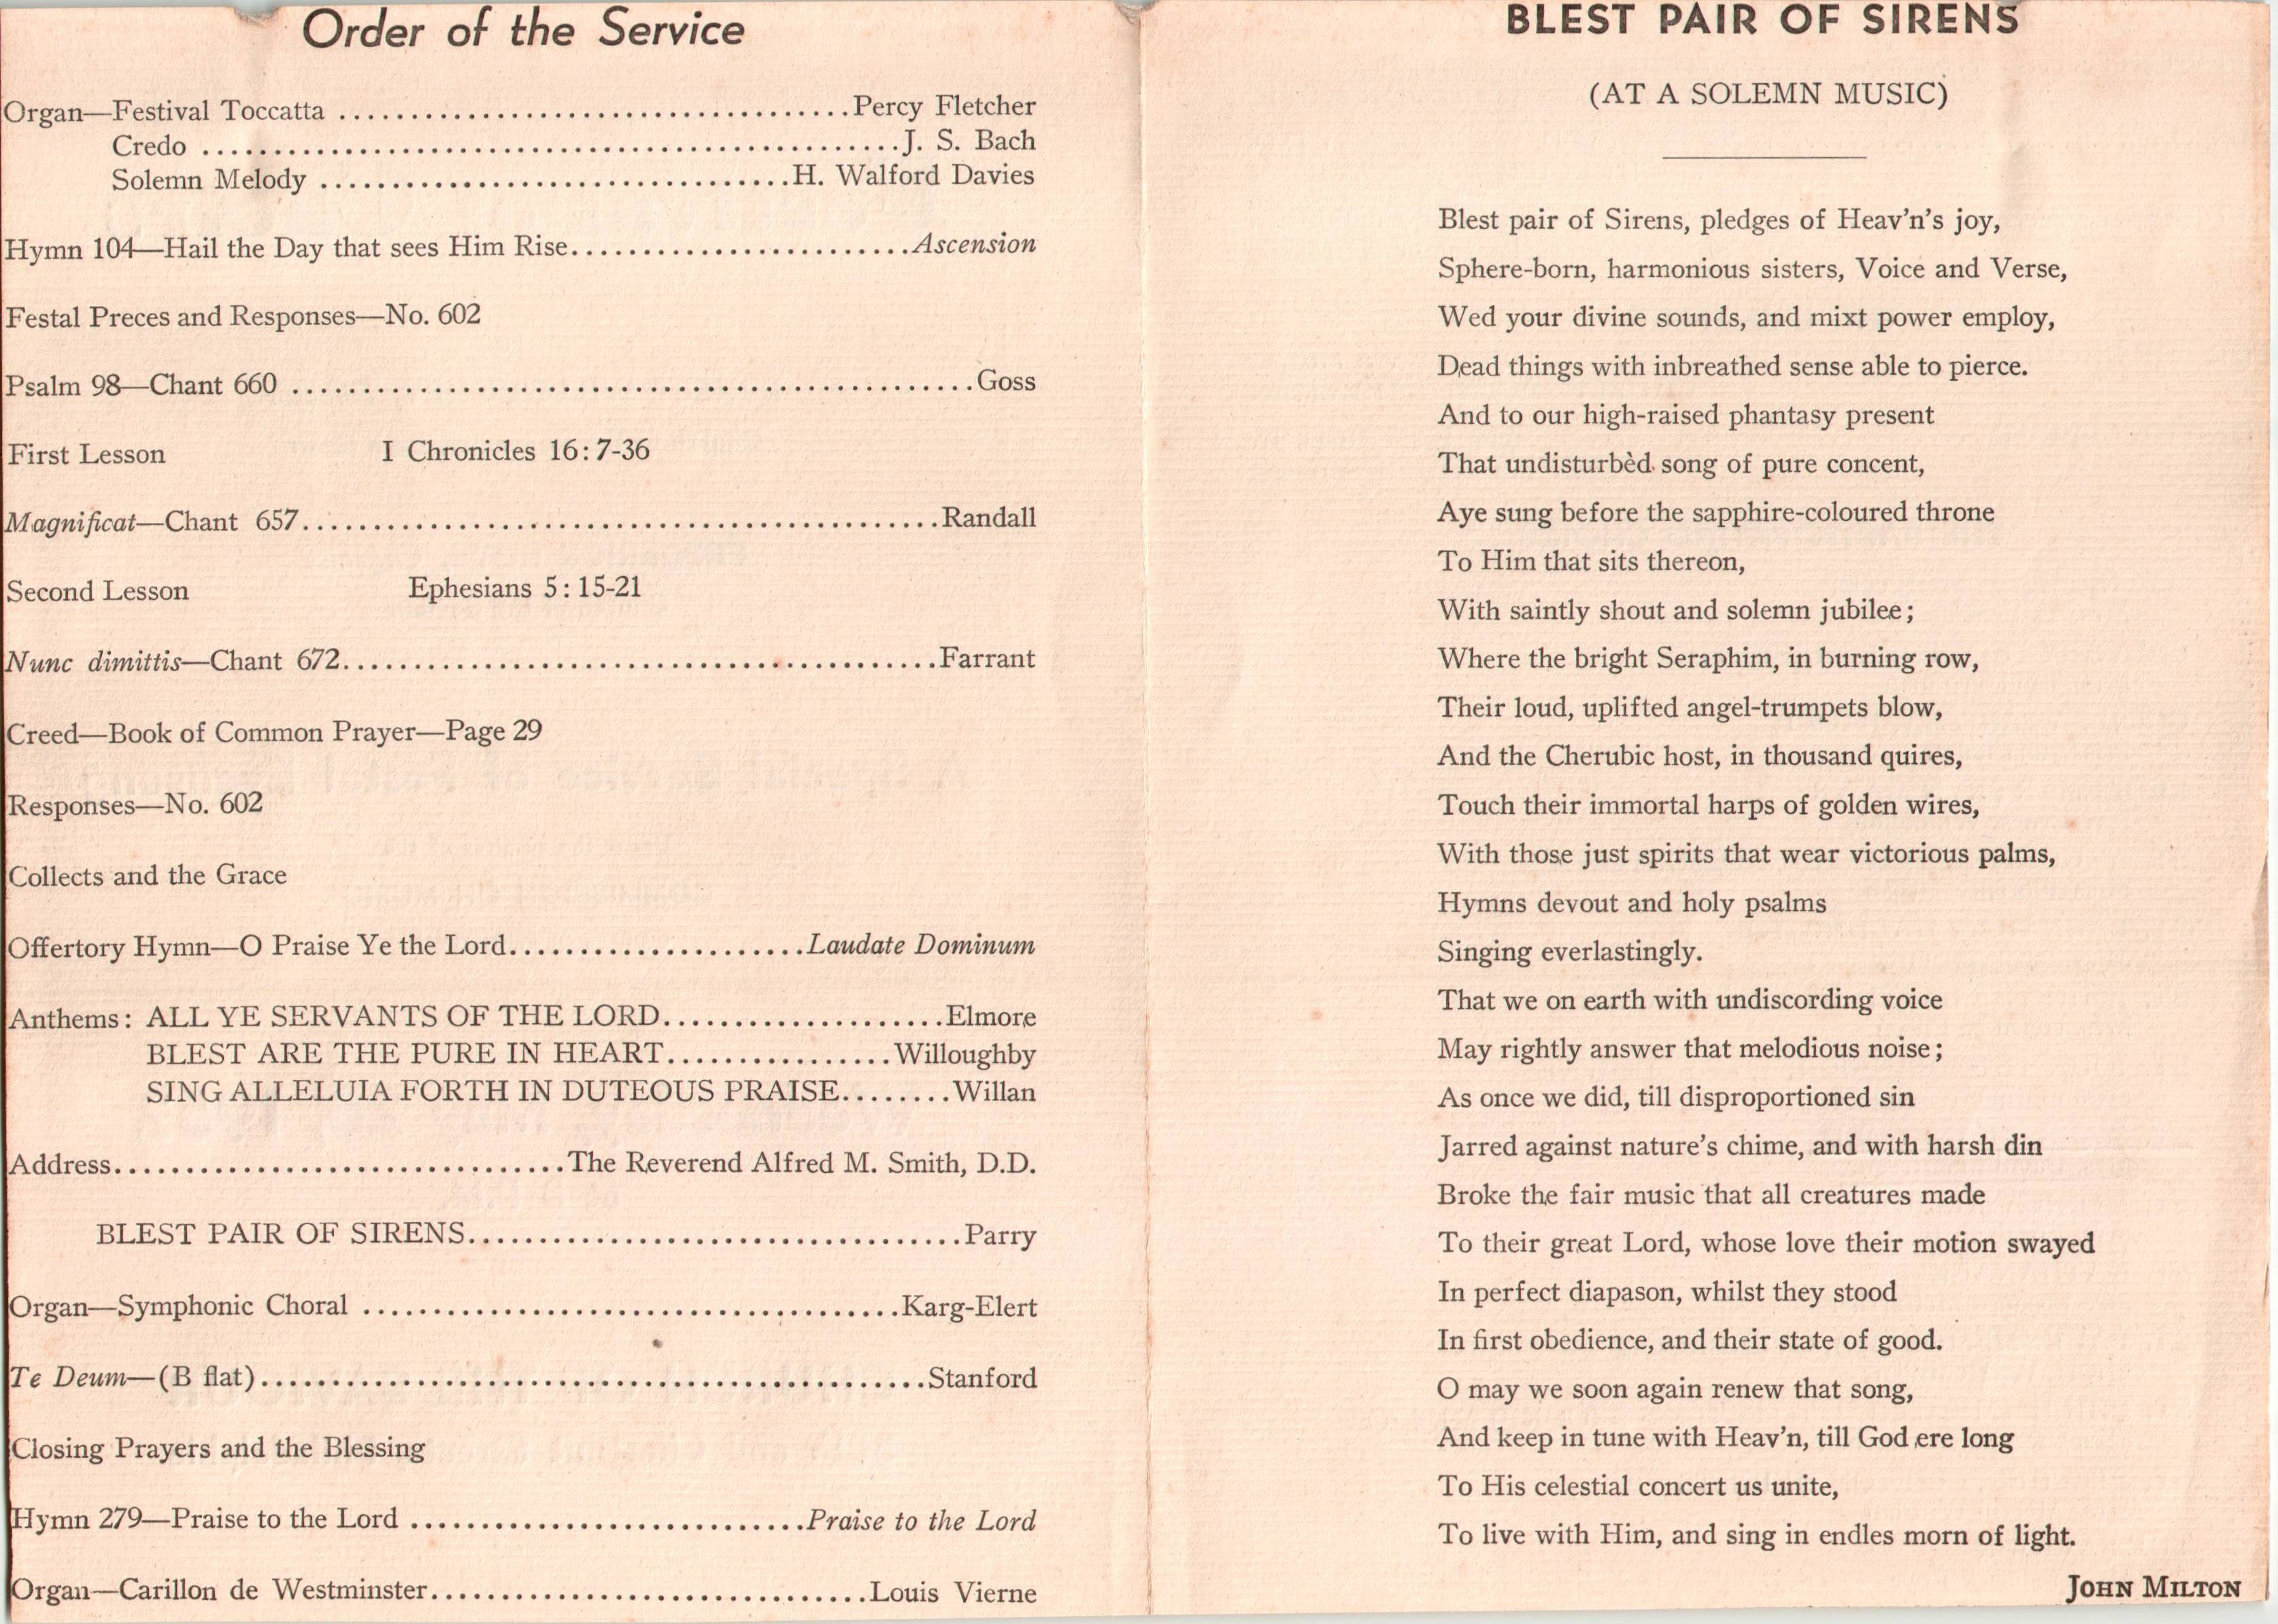 Order of the Service
Organ—Festival Toccatta ....................................Percy Fletcher
Credo .................................................J. S. Bach
Solemn Melody .................................H. Walford Davies
Hymn 104—Hail the Day that sees Him Rise........................Ascension
Festal Preces and Responses—No. 602
Psalm 98—Chant 660 ................................................Goss
First Lesson I Chronicles 16:7-36
Magnificat—Chant 657.............................................Randall
Second Lesson Ephesians 5:15-21
Nunc dimittis—Chant 672..........................................Farrant
Creed—Book of Common Prayer—Page 29
Responses—No. 602
Collects and the Grace
Offertory Hymn—O Praise Ye the Lord.....................Laudate Dominum
Anthems: ALL YE SERVANTS OF THE LORD....................Elmore
BLEST ARE THE PURE IN HEART................Willoughby
SING ALLELUIA FORTH IN DUTEOUS PRAISE........Willan
Address................................The Reverend Alfred M. Smith, D.D.
BLEST PAIR OF SIRENS...................................Parry
Organ—Symphonic Choral ......................................Karg-Elert
Te Deum—(B flat)...............................................Stanford
Closing Prayers and the Blessing
Hymn 279—Praise to the Lord ............................Praise to the Lord
Organ—Carillon de Westminster...............................Louis Vierne
BLEST PAIR OF SIRENS
(AT A SOLEMN MUSIC)
Blest pair of Sirens, pledges of Heav'n's joy,
Sphere-born, harmonious sisters, Voice and Verse,
Wed your divine sounds, and mixt power employ,
Dead things with inbreathed sense able to pierce.
And to our high-raised phantasy present
That undisturbèd song of pure concent,
Aye sung before the sapphire-coloured throne
To Him that sits thereon,
With saintly shout and solemn jubilee;
Where the bright Seraphim, in burning row,
Their loud, uplifted angel-trumpets blow,
And the Cherubic host, in thousand quires,
Touch their immortal harps of golden wires,
With those just spirits that wear victorious palms,
Hymns devout and holy psalms
Singing everlastingly.
That we on earth with undiscording voice
May rightly answer that melodious noise;
As once we did, till disproportioned sin
Jarred against nature's chime, and with harsh din
Broke the fair music that all creatures made
To their great Lord, whose love their motion swayed
In perfect diapason, whilst they stood
In first obedience, and their state of good.
O may we soon again renew that song,
And keep in tune with Heav'n, till God ere long
To His celestial concert us unite,
To live with Him, and sing in endles morn of light.
JOHN MILTON